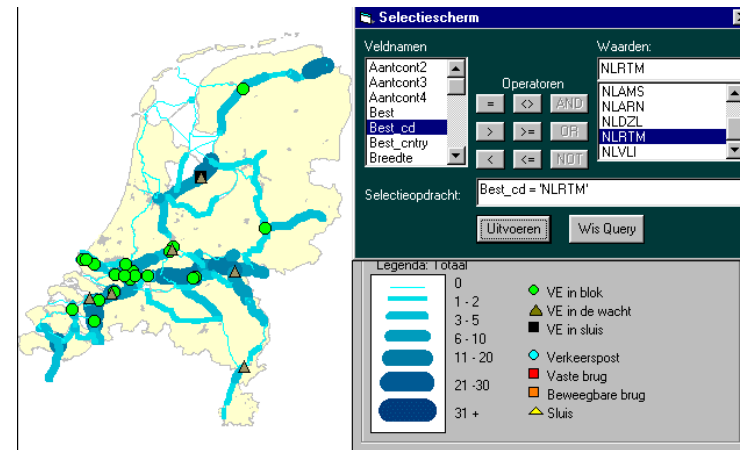 Selectiescherm
Veldnamen
Waarden:
Aantcont2
Aantcont3
Aantcont4
Best
Best_cd
Best_cntry
Breedte
Operatoren
= <> AND
> >= OR
< <= NOT
NLRTM
NLAMS
NLARN
NLDZL
NLRTM
NLVLI
Selectieopdracht:
Best_cd = 'NLRTM'
Uitvoeren
Wis Query
Legenda: Totaal
0
1 - 2
3 - 5
6 - 10
11 - 20
21 -30
31 +
VE in blok
VE in de wacht
VE in sluis
Verkeerspost
Vaste brug
Beweegbare brug
Sluis